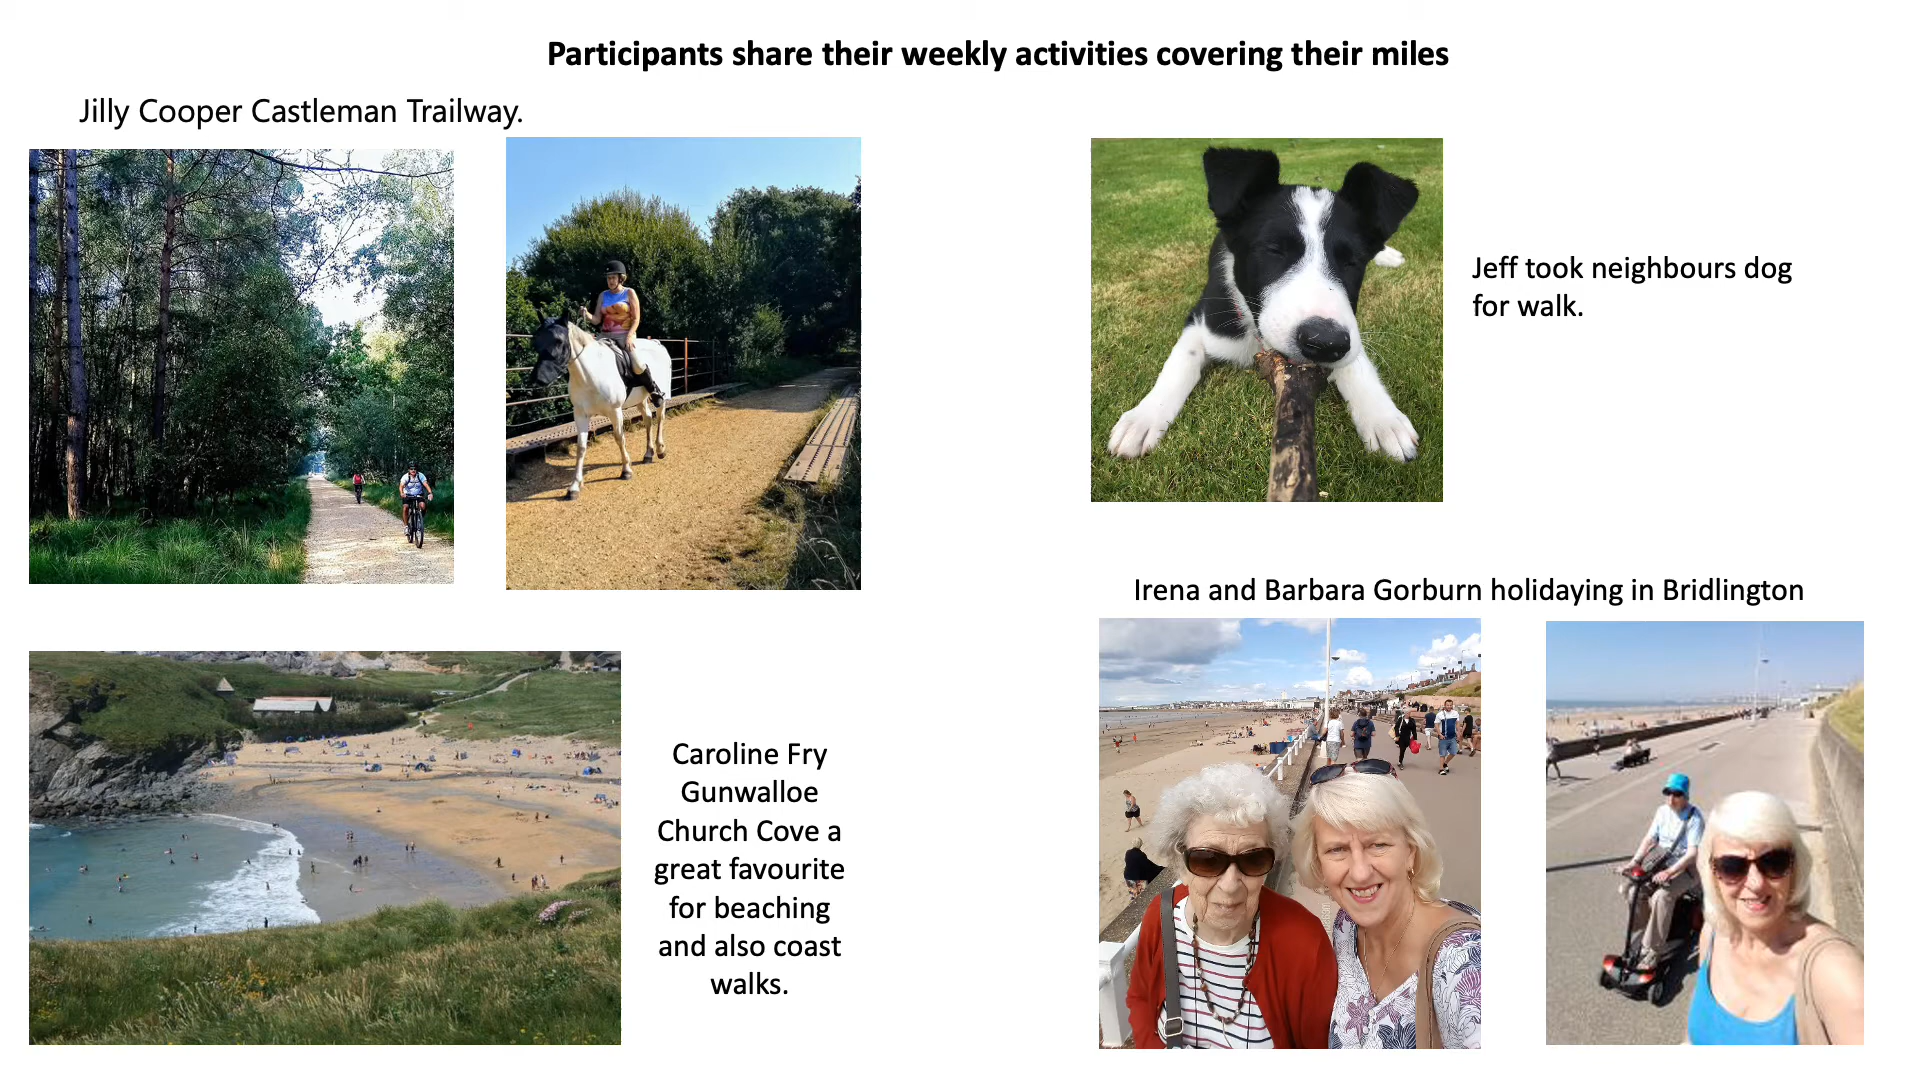 Participants share their weekly activities covering their miles
Jilly Cooper Castleman Trailway.
Jeff took neighbours dog
for walk.
Irena and Barbara Gorburn holidaying in Bridlington
Caroline Fry
Gunwalloe
Church Cove a
great favourite
for beaching
and also coast
walks.